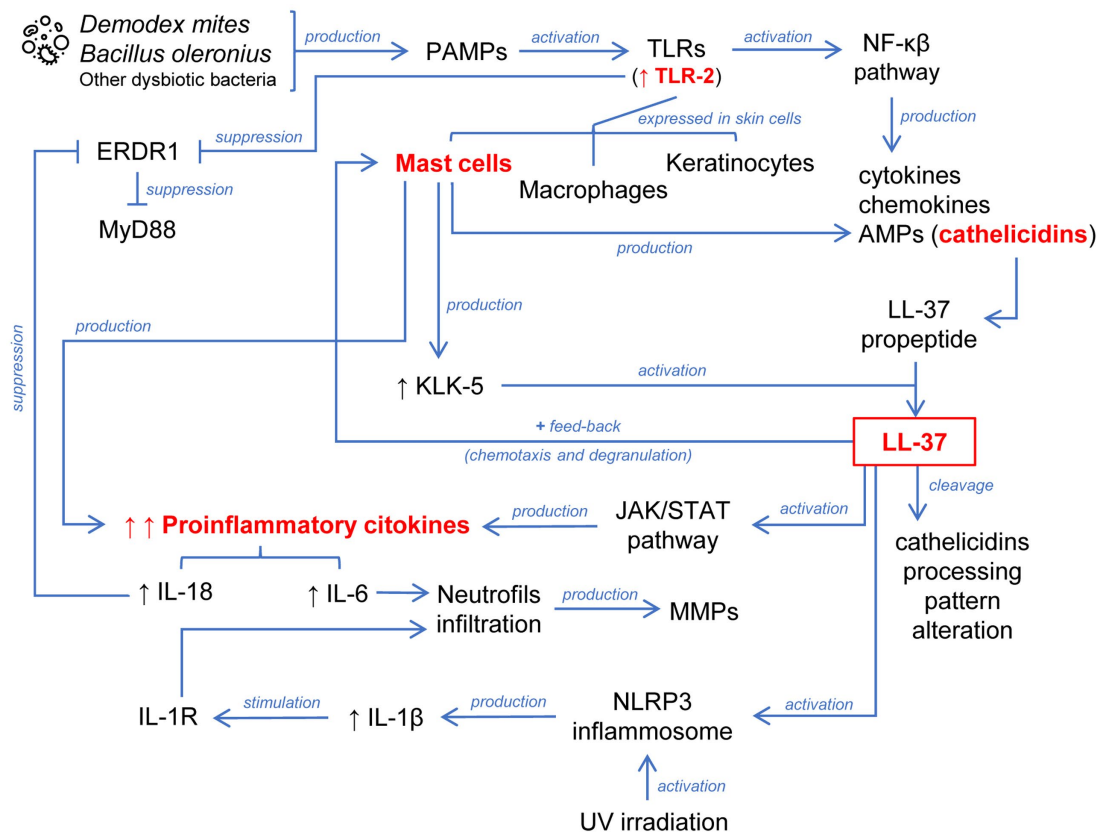 Demodex mites
Bacillus oleronius
Other dysbiotic bacteria
production
PAMPs
activation
TLRs
(↑ TLR-2)
activation
NF-κβ
pathway
production
cytokines
chemokines
AMPs (cathelicidins)
expressed in skin cells
Mast cells
Macrophages
Keratinocytes
suppression
ERDR1
suppression
MyD88
production
LL-37
propeptide
production
production
suppression
↑ KLK-5
activation
LL-37
+ feed-back
(chemotaxis and degranulation)
cleavage
cathelicidins
processing
pattern
alteration
activation
JAK/STAT
pathway
production
↑ ↑ Proinflammatory citokines
↑ IL-18
↑ IL-6
Neutrofils
infiltration
production
MMPs
activation
NLRP3
inflammosome
production
↑ IL-1β
stimulation
IL-1R
activation
UV irradiation